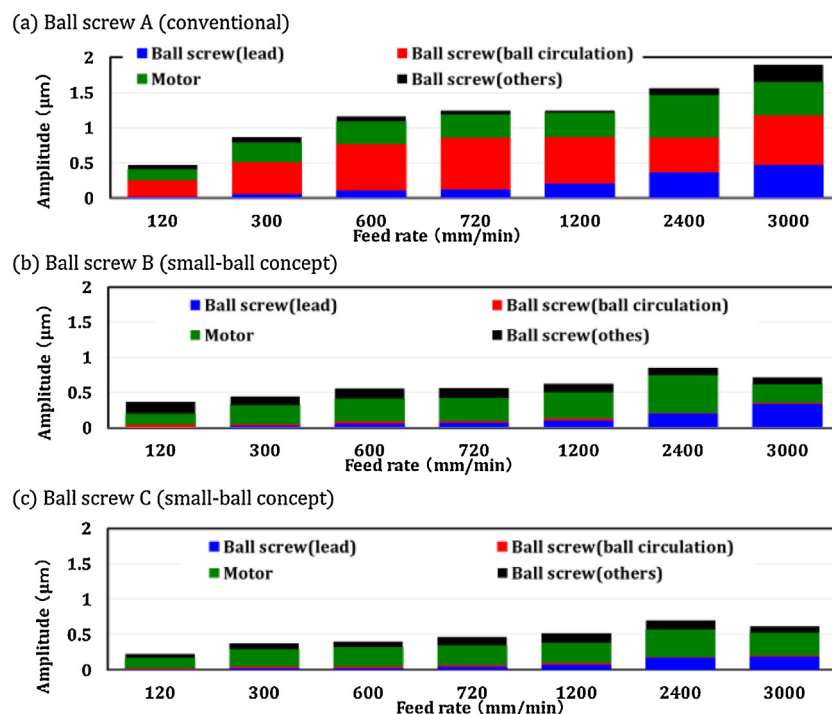 (a) Ball screw A (conventional)
Amplitude (μm)
2
1.5
1
0.5
0
Ball screw(lead)
Ball screw(ball circulation)
Motor
Ball screw(others)
120 300 600 720 1200 2400 3000
Feed rate (mm/min)
(b) Ball screw B (small-ball concept)
Amplitude (μm)
2
1.5
1
0.5
0
Ball screw(lead)
Ball screw(ball circulation)
Motor
Ball screw(othes)
120 300 600 720 1200 2400 3000
Feed rate (mm/min)
(c) Ball screw C (small-ball concept)
Amplitude (μm)
2
1.5
1
0.5
0
Ball screw(lead)
Ball screw(ball circulation)
Motor
Ball screw(others)
120 300 600 720 1200 2400 3000
Feed rate (mm/min)